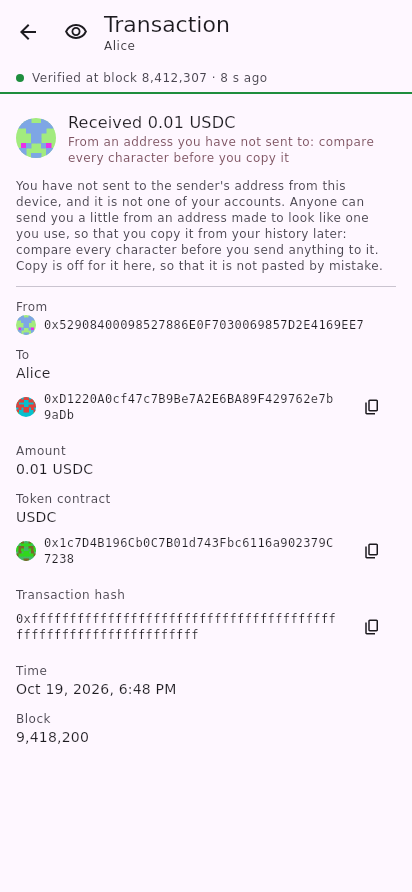 Transaction
Alice
Verified at block 8,412,307 · 8 s ago
Received 0.01 USDC
From an address you have not sent to: compare
every character before you copy it
You have not sent to the sender's address from this
device, and it is not one of your accounts. Anyone can
send you a little from an address made to look like one
you use, so that you copy it from your history later:
compare every character before you send anything to it.
Copy is off for it here, so that it is not pasted by mistake.
From
0x52908400098527886E0F7030069857D2E4169EE7
To
Alice
0xD1220A0cf47c7B9Be7A2E6BA89F429762e7b
9aDb
Amount
0.01 USDC
Token contract
USDC
0x1c7D4B196Cb0C7B01d743Fbc6116a902379C
7238
Transaction hash
0xffffffffffffffffffffffffffffffffffffffff
ffffffffffffffffffffffff
Time
Oct 19, 2026, 6:48 PM
Block
9,418,200